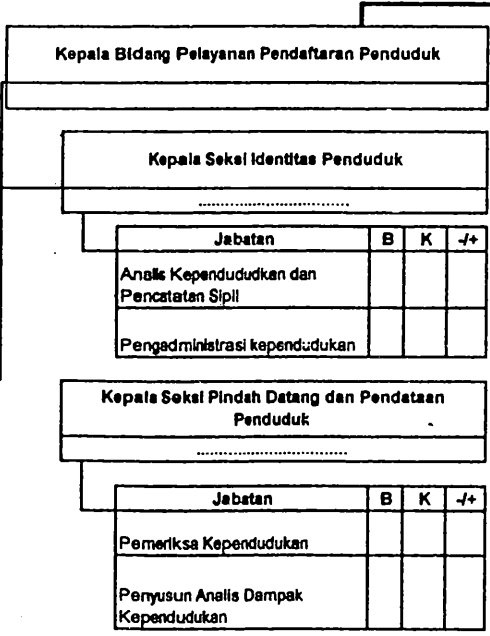 Kepala Bidang Pelayanan Pendaftaran Penduduk
Kepala Seksi Identitas Penduduk
................................
Jabatan B K -/+
Analis Kependududkan dan
Pencatatan Sipil
Pengadministrasi kependudukan
Kepala Seksi Pindah Datang dan Pendataan
Penduduk
................................
Jabatan B K -/+
Pemeriksa Kependudukan
Penyusun Analis Dampak
Kependudukan